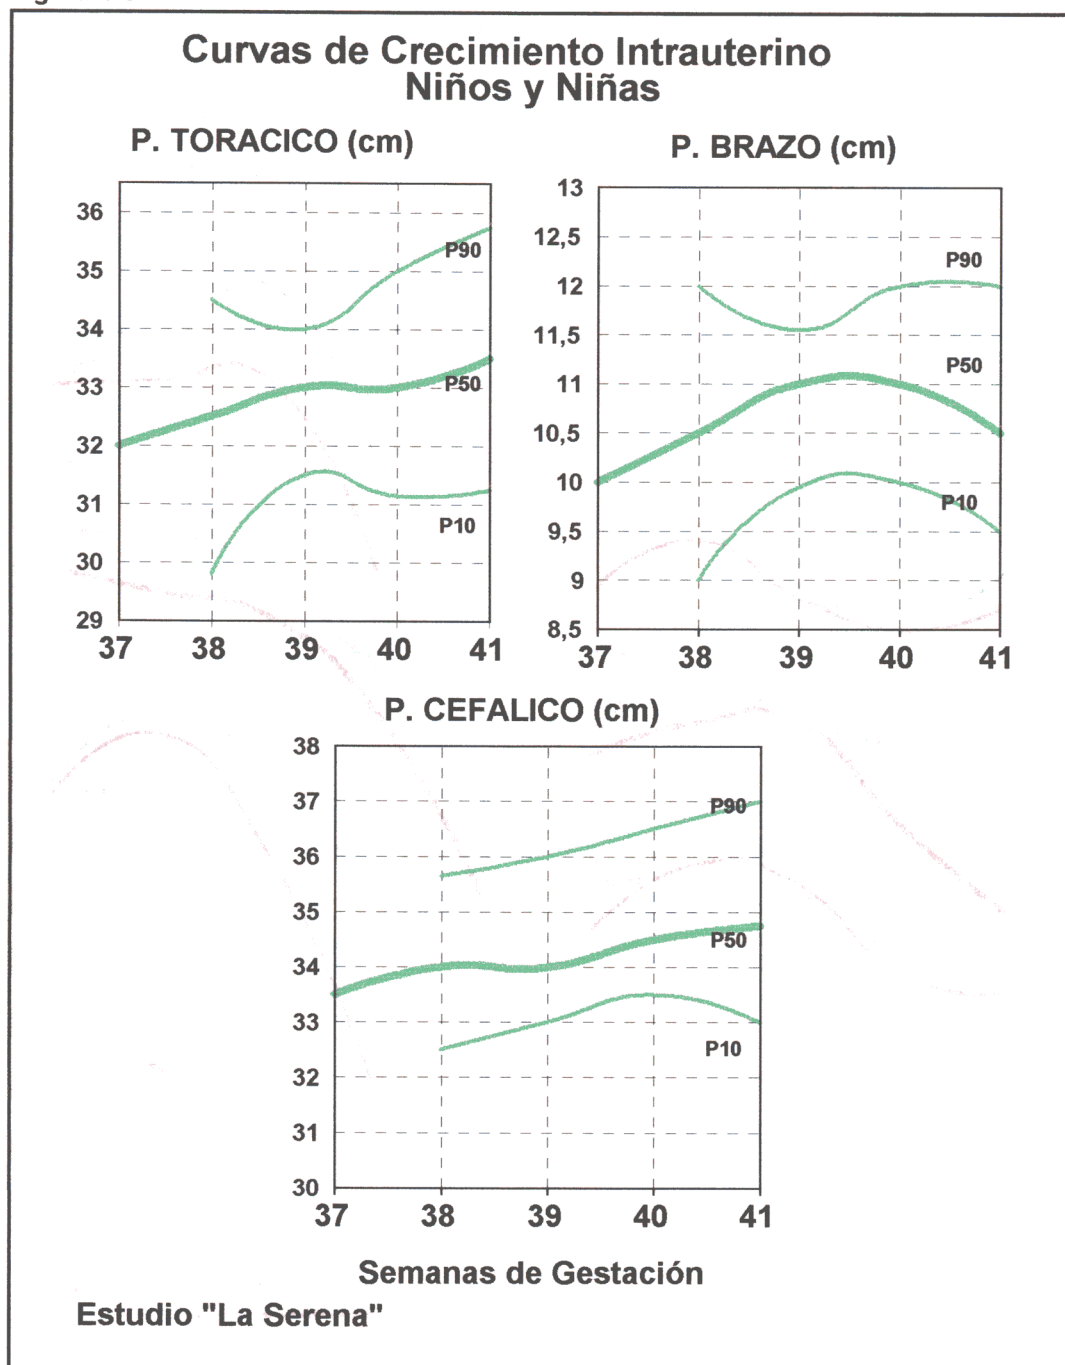 Curvas de Crecimiento Intrauterino
Niños y Niñas
P. TORACICO (cm)
36
35
34
33
32
31
30
29
P90
P50
P10
37 38 39 40 41
P. BRAZO (cm)
13
12,5
12
11,5
11
10,5
10
9,5
9
8,5
P90
P50
P10
37 38 39 40 41
P. CEFALICO (cm)
38
37
36
35
34
33
32
31
30
P90
P50
P10
37 38 39 40 41
Semanas de Gestación
Estudio "La Serena"